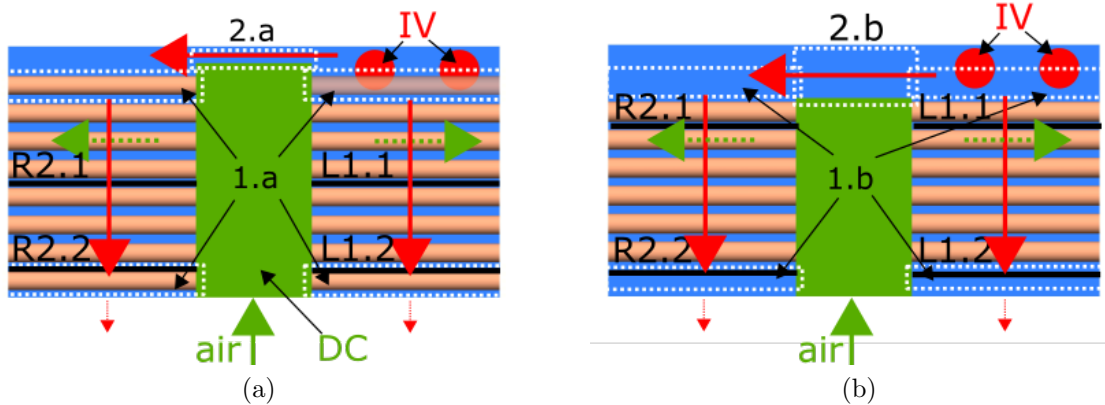 2.a
IV
R2.1
L1.1
1.a
R2.2
L1.2
air
DC
(a)
2.b
IV
R2.1
L1.1
1.b
R2.2
L1.2
air
(b)